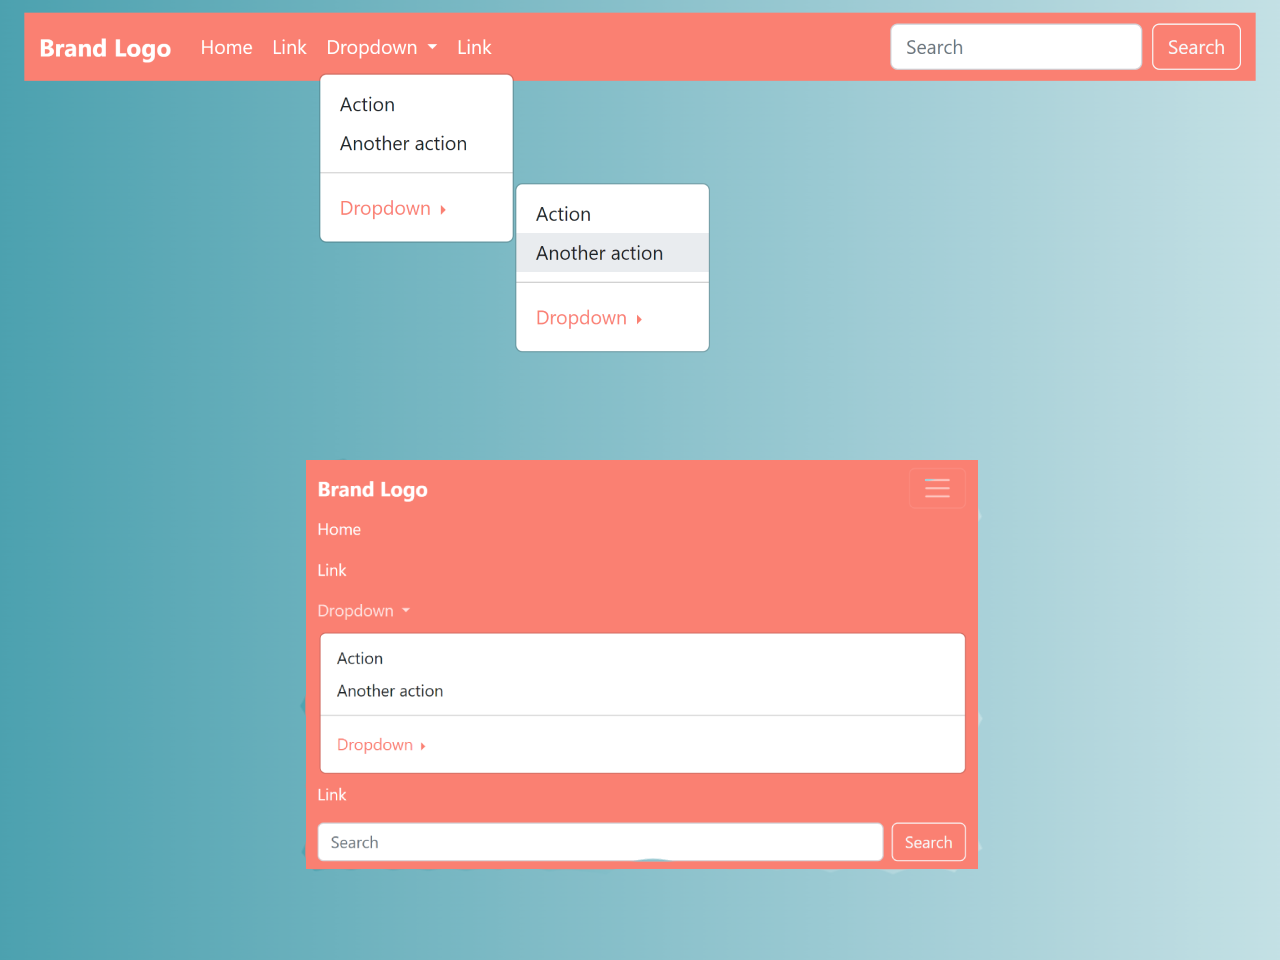 Brand Logo Home Link Dropdown Link Search Search
Action
Another action
Dropdown
Action
Another action
Dropdown
Brand Logo
Home
Link
Dropdown
Action
Another action
Dropdown
Link
Search Search